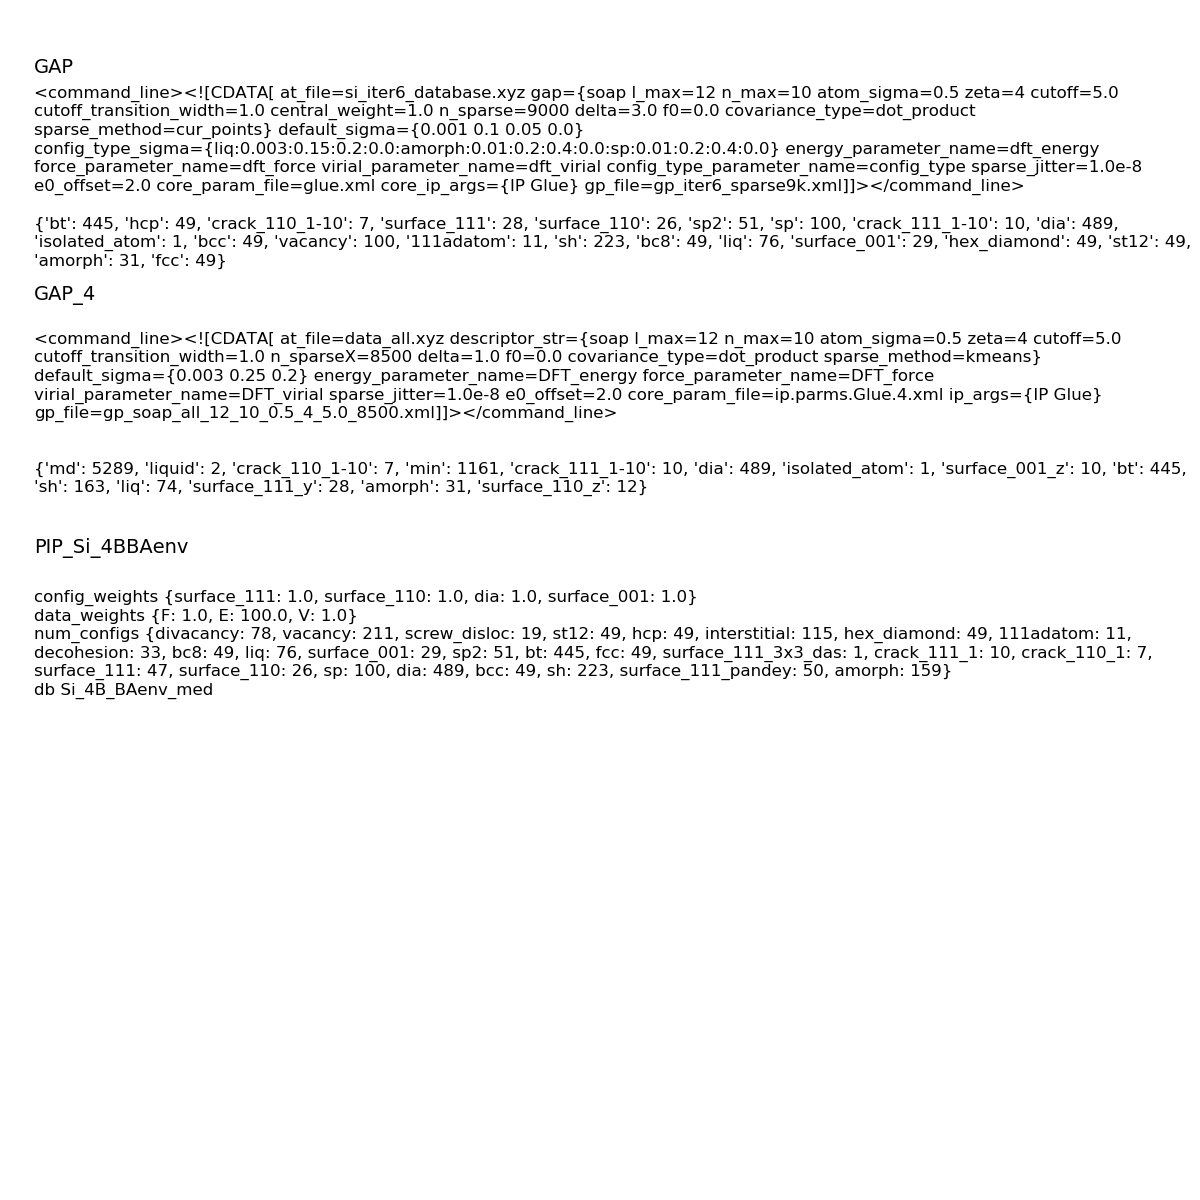 GAP
<command_line><![CDATA[ at_file=si_iter6_database.xyz gap={soap l_max=12 n_max=10 atom_sigma=0.5 zeta=4 cutoff=5.0
cutoff_transition_width=1.0 central_weight=1.0 n_sparse=9000 delta=3.0 f0=0.0 covariance_type=dot_product
sparse_method=cur_points} default_sigma={0.001 0.1 0.05 0.0}
config_type_sigma={liq:0.003:0.15:0.2:0.0:amorph:0.01:0.2:0.4:0.0:sp:0.01:0.2:0.4:0.0} energy_parameter_name=dft_energy
force_parameter_name=dft_force virial_parameter_name=dft_virial config_type_parameter_name=config_type sparse_jitter=1.0e-8
e0_offset=2.0 core_param_file=glue.xml core_ip_args={IP Glue} gp_file=gp_iter6_sparse9k.xml]]></command_line>
{'bt': 445, 'hcp': 49, 'crack_110_1-10': 7, 'surface_111': 28, 'surface_110': 26, 'sp2': 51, 'sp': 100, 'crack_111_1-10': 10, 'dia': 489,
'isolated_atom': 1, 'bcc': 49, 'vacancy': 100, '111adatom': 11, 'sh': 223, 'bc8': 49, 'liq': 76, 'surface_001': 29, 'hex_diamond': 49, 'st12': 49,
'amorph': 31, 'fcc': 49}
GAP_4
<command_line><![CDATA[ at_file=data_all.xyz descriptor_str={soap l_max=12 n_max=10 atom_sigma=0.5 zeta=4 cutoff=5.0
cutoff_transition_width=1.0 n_sparseX=8500 delta=1.0 f0=0.0 covariance_type=dot_product sparse_method=kmeans}
default_sigma={0.003 0.25 0.2} energy_parameter_name=DFT_energy force_parameter_name=DFT_force
virial_parameter_name=DFT_virial sparse_jitter=1.0e-8 e0_offset=2.0 core_param_file=ip.parms.Glue.4.xml ip_args={IP Glue}
gp_file=gp_soap_all_12_10_0.5_4_5.0_8500.xml]]></command_line>
{'md': 5289, 'liquid': 2, 'crack_110_1-10': 7, 'min': 1161, 'crack_111_1-10': 10, 'dia': 489, 'isolated_atom': 1, 'surface_001_z': 10, 'bt': 445,
'sh': 163, 'liq': 74, 'surface_111_y': 28, 'amorph': 31, 'surface_110_z': 12}
PIP_Si_4BBAenv
config_weights {surface_111: 1.0, surface_110: 1.0, dia: 1.0, surface_001: 1.0}
data_weights {F: 1.0, E: 100.0, V: 1.0}
num_configs {divacancy: 78, vacancy: 211, screw_disloc: 19, st12: 49, hcp: 49, interstitial: 115, hex_diamond: 49, 111adatom: 11,
decohesion: 33, bc8: 49, liq: 76, surface_001: 29, sp2: 51, bt: 445, fcc: 49, surface_111_3x3_das: 1, crack_111_1: 10, crack_110_1: 7,
surface_111: 47, surface_110: 26, sp: 100, dia: 489, bcc: 49, sh: 223, surface_111_pandey: 50, amorph: 159}
db Si_4B_BAenv_med